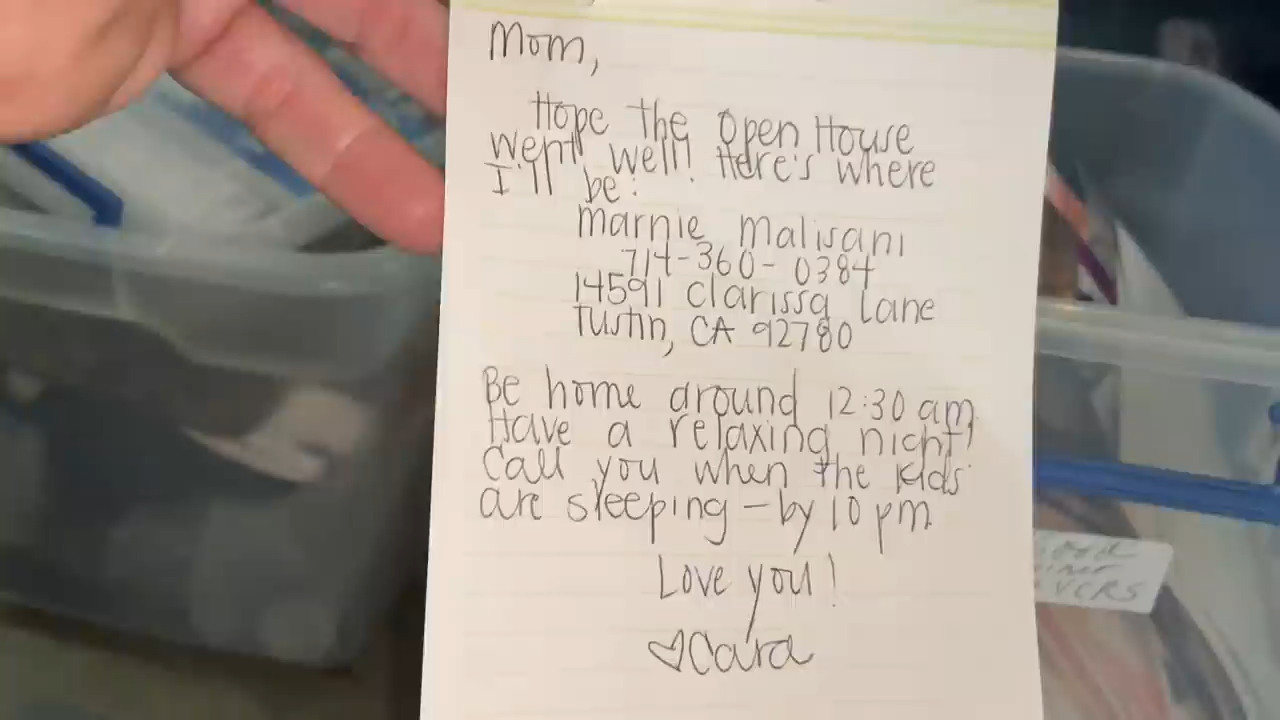 Mom,
Hope the Open House
went well! Here's where
I'll be:
Marnie Malisani
714-360-0384
14591 Clarissa Lane
Tustin, CA 92780
Be home around 12:30 am.
Have a relaxing night!
Call you when the kids
are sleeping - by 10 pm
Love you!
♡Cara